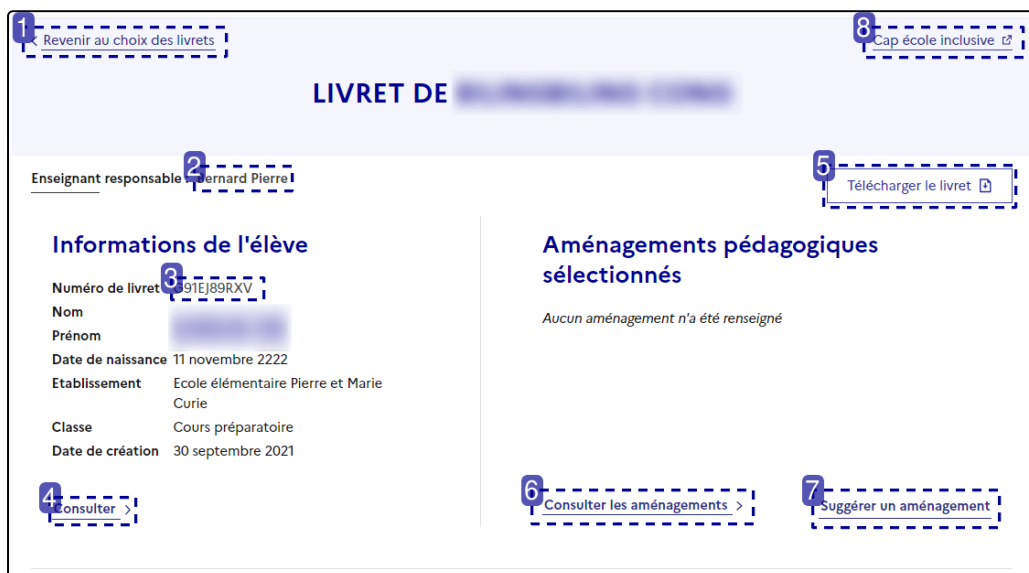 1
Revenir au choix des livrets
8
Cap école inclusive
LIVRET DE
Enseignant responsable :
2
Bernard Pierre
5
Télécharger le livret
Informations de l'élève
Numéro de livret
3
G91EJ89RXV
Nom
Prénom
Date de naissance 11 novembre 2222
Etablissement Ecole élémentaire Pierre et Marie
Curie
Classe Cours préparatoire
Date de création 30 septembre 2021
4
Consulter
Aménagements pédagogiques
sélectionnés
Aucun aménagement n'a été renseigné
6
Consulter les aménagements
7
Suggérer un aménagement